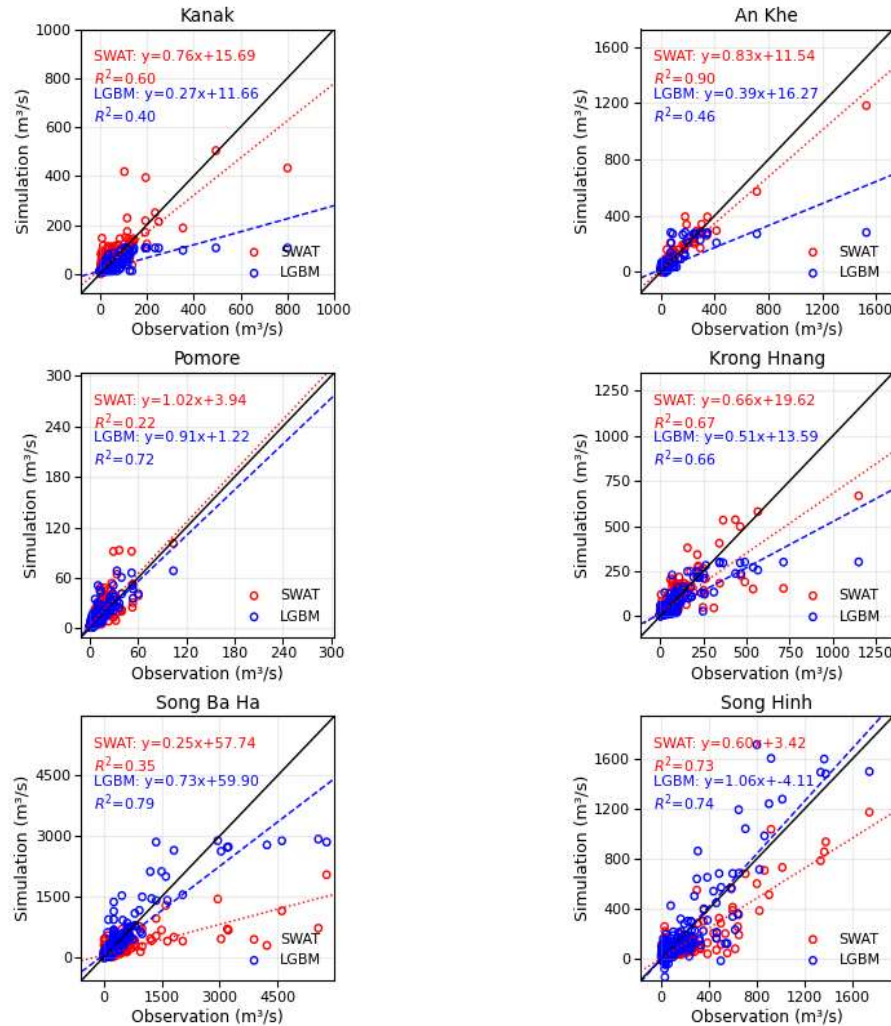 Kanak
1000
SWAT: y=0.76x+15.69
R²=0.60
LGBM: y=0.27x+11.66
R²=0.40
800
600
400
200
0
Simulation (m³/s)
SWAT
LGBM
0 200 400 600 800 1000
Observation (m³/s)
An Khe
SWAT: y=0.83x+11.54
R²=0.90
LGBM: y=0.39x+16.27
R²=0.46
1600
1200
800
400
0
Simulation (m³/s)
SWAT
LGBM
0 400 800 1200 1600
Observation (m³/s)
Pomore
300
SWAT: y=1.02x+3.94
R²=0.22
LGBM: y=0.91x+1.22
R²=0.72
240
180
120
60
0
Simulation (m³/s)
SWAT
LGBM
0 60 120 180 240 300
Observation (m³/s)
Krong Hnang
SWAT: y=0.66x+19.62
R²=0.67
LGBM: y=0.51x+13.59
R²=0.66
1250
1000
750
500
250
0
Simulation (m³/s)
SWAT
LGBM
0 250 500 750 1000 1250
Observation (m³/s)
Song Ba Ha
SWAT: y=0.25x+57.74
R²=0.35
LGBM: y=0.73x+59.90
R²=0.79
4500
3000
1500
0
Simulation (m³/s)
SWAT
LGBM
0 1500 3000 4500
Observation (m³/s)
Song Hinh
SWAT: y=0.60x+3.42
R²=0.73
LGBM: y=1.06x+-4.11
R²=0.74
1600
1200
800
400
0
Simulation (m³/s)
SWAT
LGBM
0 400 800 1200 1600
Observation (m³/s)